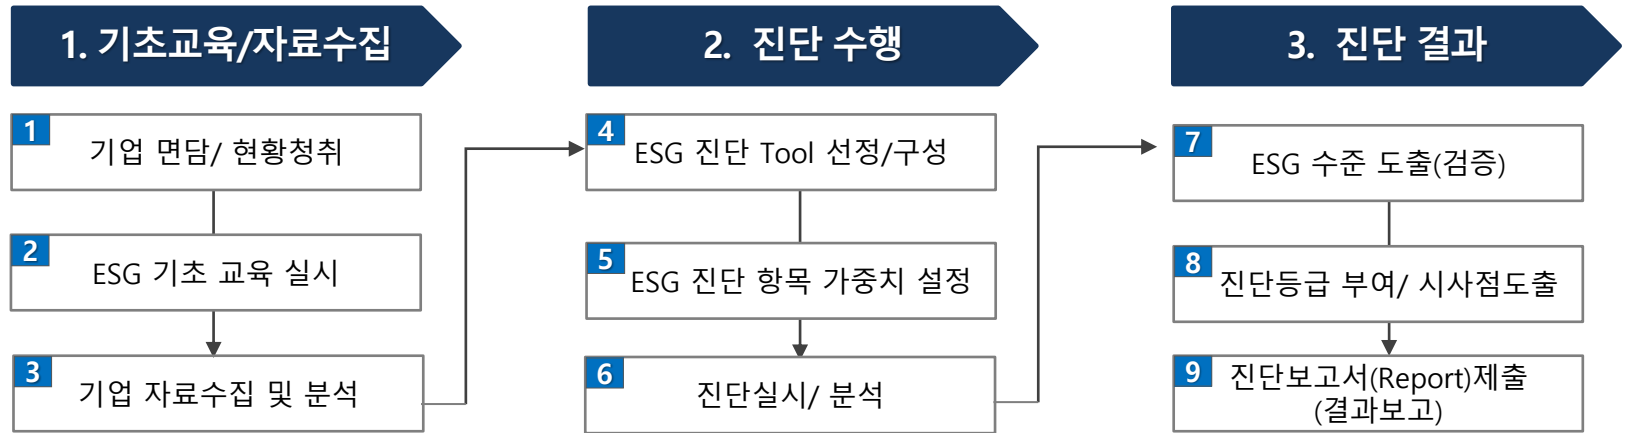 1. 기초교육/자료수집
1
기업 면담/ 현황청취
2
ESG 기초 교육 실시
3
기업 자료수집 및 분석
2. 진단 수행
4
ESG 진단 Tool 선정/구성
5
ESG 진단 항목 가중치 설정
6
진단실시/ 분석
3. 진단 결과
7
ESG 수준 도출(검증)
8
진단등급 부여/ 시사점도출
9
진단보고서(Report)제출
(결과보고)